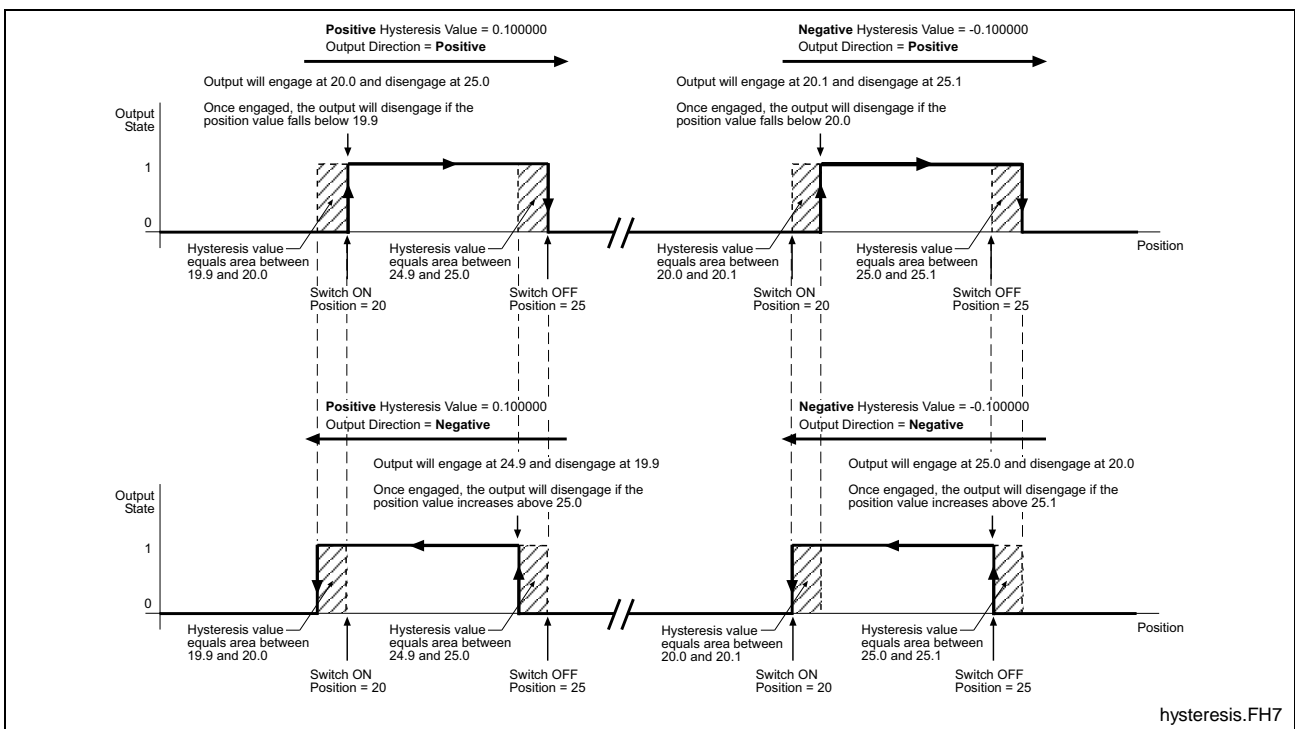 Positive Hysteresis Value = 0.100000
Output Direction = Positive
Output will engage at 20.0 and disengage at 25.0
Once engaged, the output will disengage if the
position value falls below 19.9
Negative Hysteresis Value = -0.100000
Output Direction = Positive
Output will engage at 20.1 and disengage at 25.1
Once engaged, the output will disengage if the
position value falls below 20.0
Output
State
1
0
Hysteresis value
equals area between
19.9 and 20.0
Hysteresis value
equals area between
24.9 and 25.0
Hysteresis value
equals area between
20.0 and 20.1
Hysteresis value
equals area between
25.0 and 25.1
Position
Switch ON
Position = 20
Switch OFF
Position = 25
Switch ON
Position = 20
Switch OFF
Position = 25
Positive Hysteresis Value = 0.100000
Output Direction = Negative
Output will engage at 24.9 and disengage at 19.9
Once engaged, the output will disengage if the
position value increases above 25.0
Negative Hysteresis Value = -0.100000
Output Direction = Negative
Output will engage at 25.0 and disengage at 20.0
Once engaged, the output will disengage if the
position value increases above 25.1
Output
State
1
0
Hysteresis value
equals area between
19.9 and 20.0
Hysteresis value
equals area between
24.9 and 25.0
Hysteresis value
equals area between
20.0 and 20.1
Hysteresis value
equals area between
25.0 and 25.1
Position
Switch ON
Position = 20
Switch OFF
Position = 25
Switch ON
Position = 20
Switch OFF
Position = 25
hysteresis.FH7